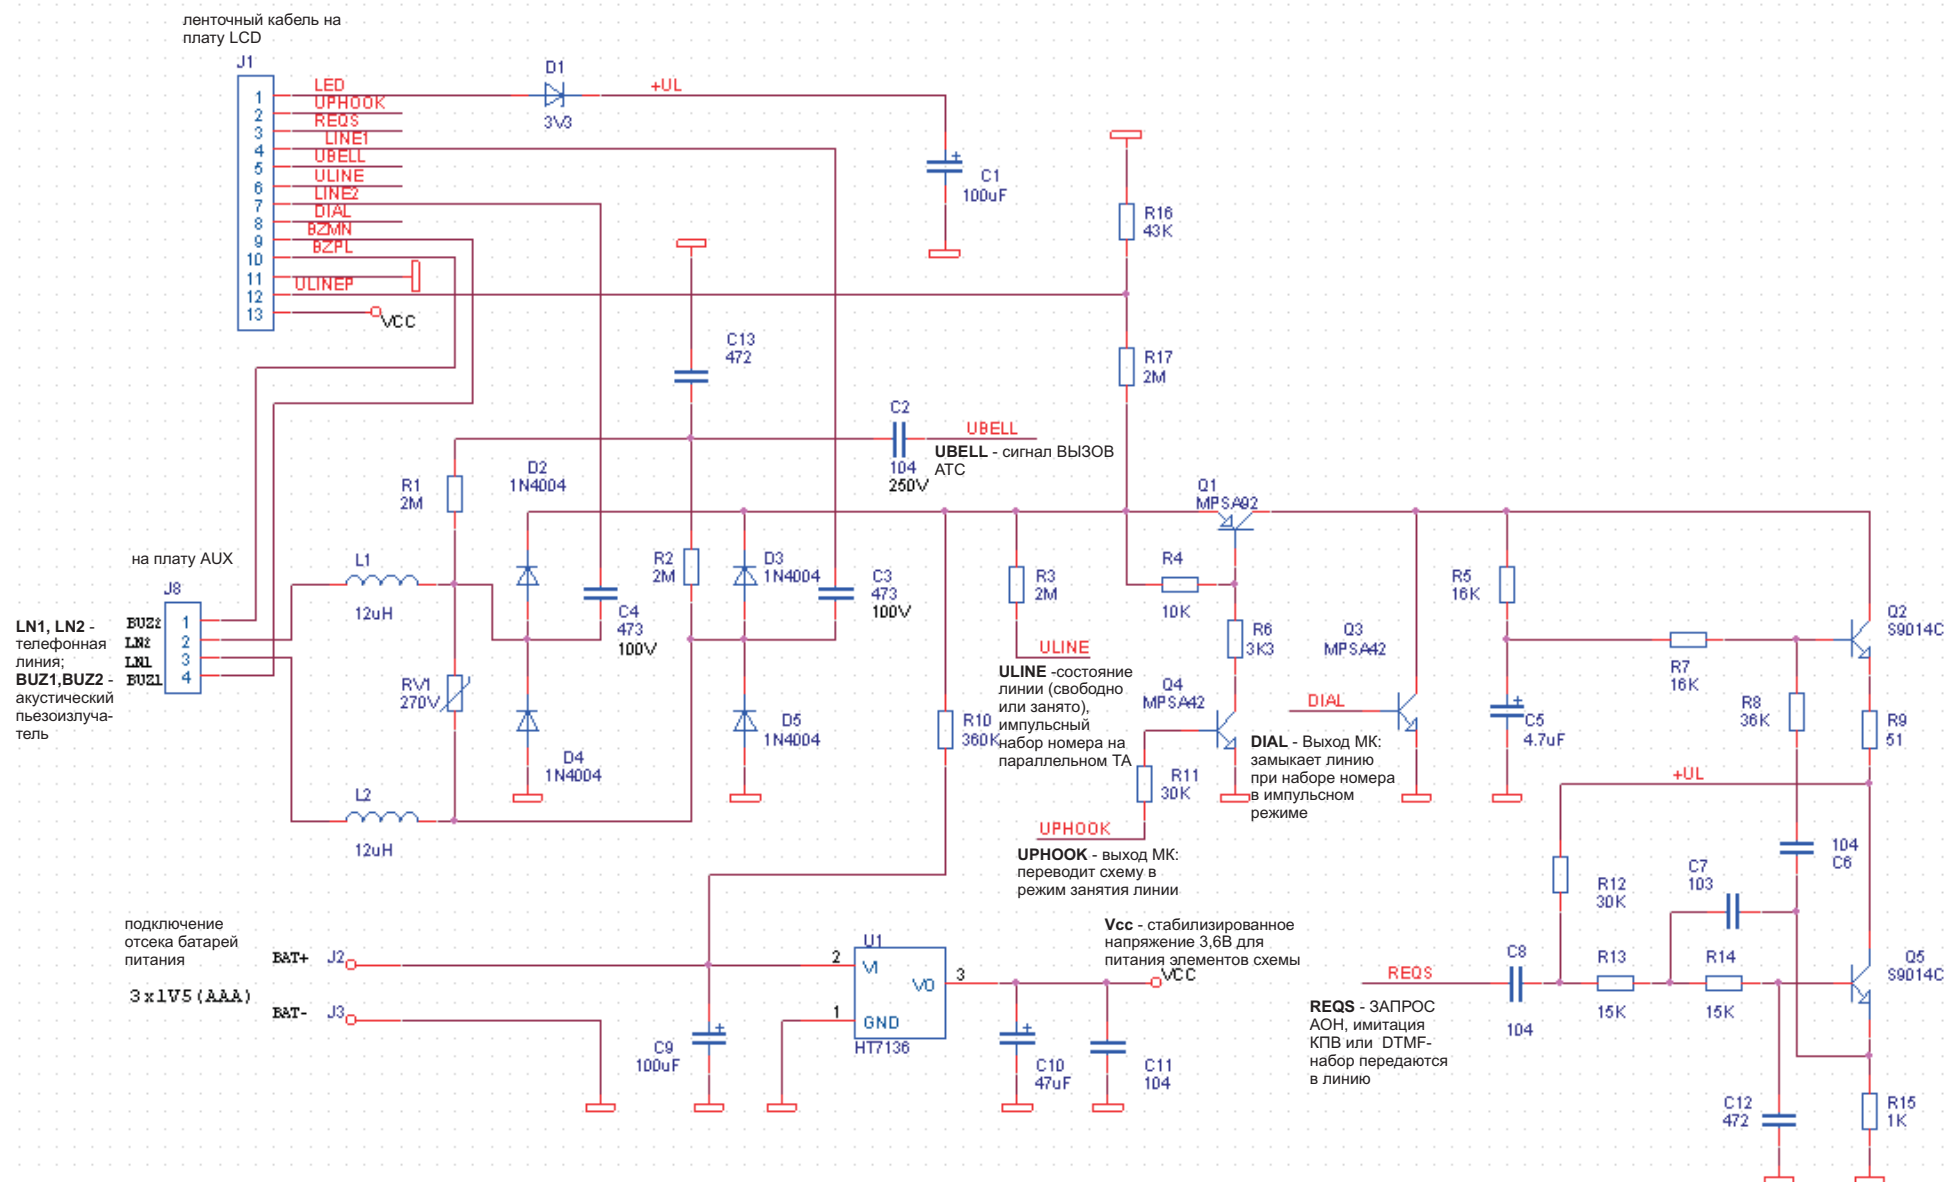 ленточный кабель на
плату LCD
J1
1
2
3
4
5
6
7
8
9
10
11
12
13
LED
UPHOOK
REQS
LINE1
UBELL
ULINE
LINE2
DIAL
BZMN
BZPL
ULINEP
VCC
D1
3V3
+UL
C1
100uF
R16
43K
R17
2M
C13
472
C2
104
250V
UBELL
UBELL - сигнал ВЫЗОВ
АТС
R1
2M
D2
1N4004
на плату AUX
J8
BUZ2 1
LN2 2
LN1 3
BUZ1 4
LN1, LN2 -
телефонная
линия;
BUZ1,BUZ2 -
акустический
пьезоизлуча-
тель
L1
12uH
RV1
270V
L2
12uH
C4
473
100V
R2
2M
D3
1N4004
C3
473
100V
D4
1N4004
D5
1N4004
R10
360K
R3
2M
ULINE
ULINE -состояние
линии (свободно
или занято),
импульсный
набор номера на
параллельном ТА
Q1
MPSA92
R4
10K
R6
3K3
Q4
MPSA42
R11
30K
UPHOOK
UPHOOK - выход МК:
переводит схему в
режим занятия линии
Q3
MPSA42
DIAL
DIAL - Выход МК:
замыкает линию
при наборе номера
в импульсном
режиме
R5
16K
C5
4.7uF
R7
16K
R8
36K
Q2
S9014C
R9
51
+UL
104
C6
R12
30K
C7
103
C8
104
R13
15K
R14
15K
Q5
S9014C
REQS
REQS - ЗАПРОС
АОН, имитация
КПВ или DTMF-
набор передаются
в линию
C12
472
R15
1K
подключение
отсека батарей
питания
3x1V5(AAA)
BAT+ J2
BAT- J3
C9
100uF
U1
2
VI
VO
3
1
GND
HT7136
C10
47uF
C11
104
VCC
Vcc - стабилизированное
напряжение 3,6В для
питания элементов схемы